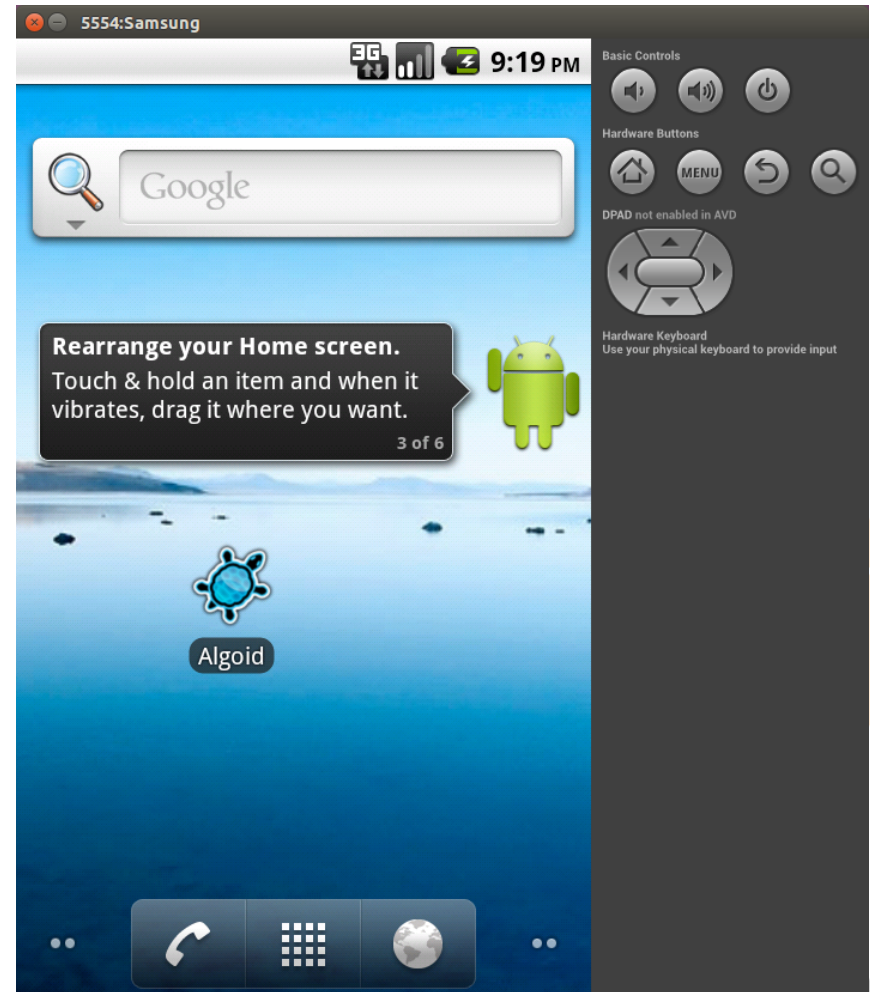 5554:Samsung
3G
9:19 PM
Google
Rearrange your Home screen.
Touch & hold an item and when it
vibrates, drag it where you want.
3 of 6
Algoid
Basic Controls
Hardware Buttons
MENU
DPAD not enabled in AVD
Hardware Keyboard
Use your physical keyboard to provide input